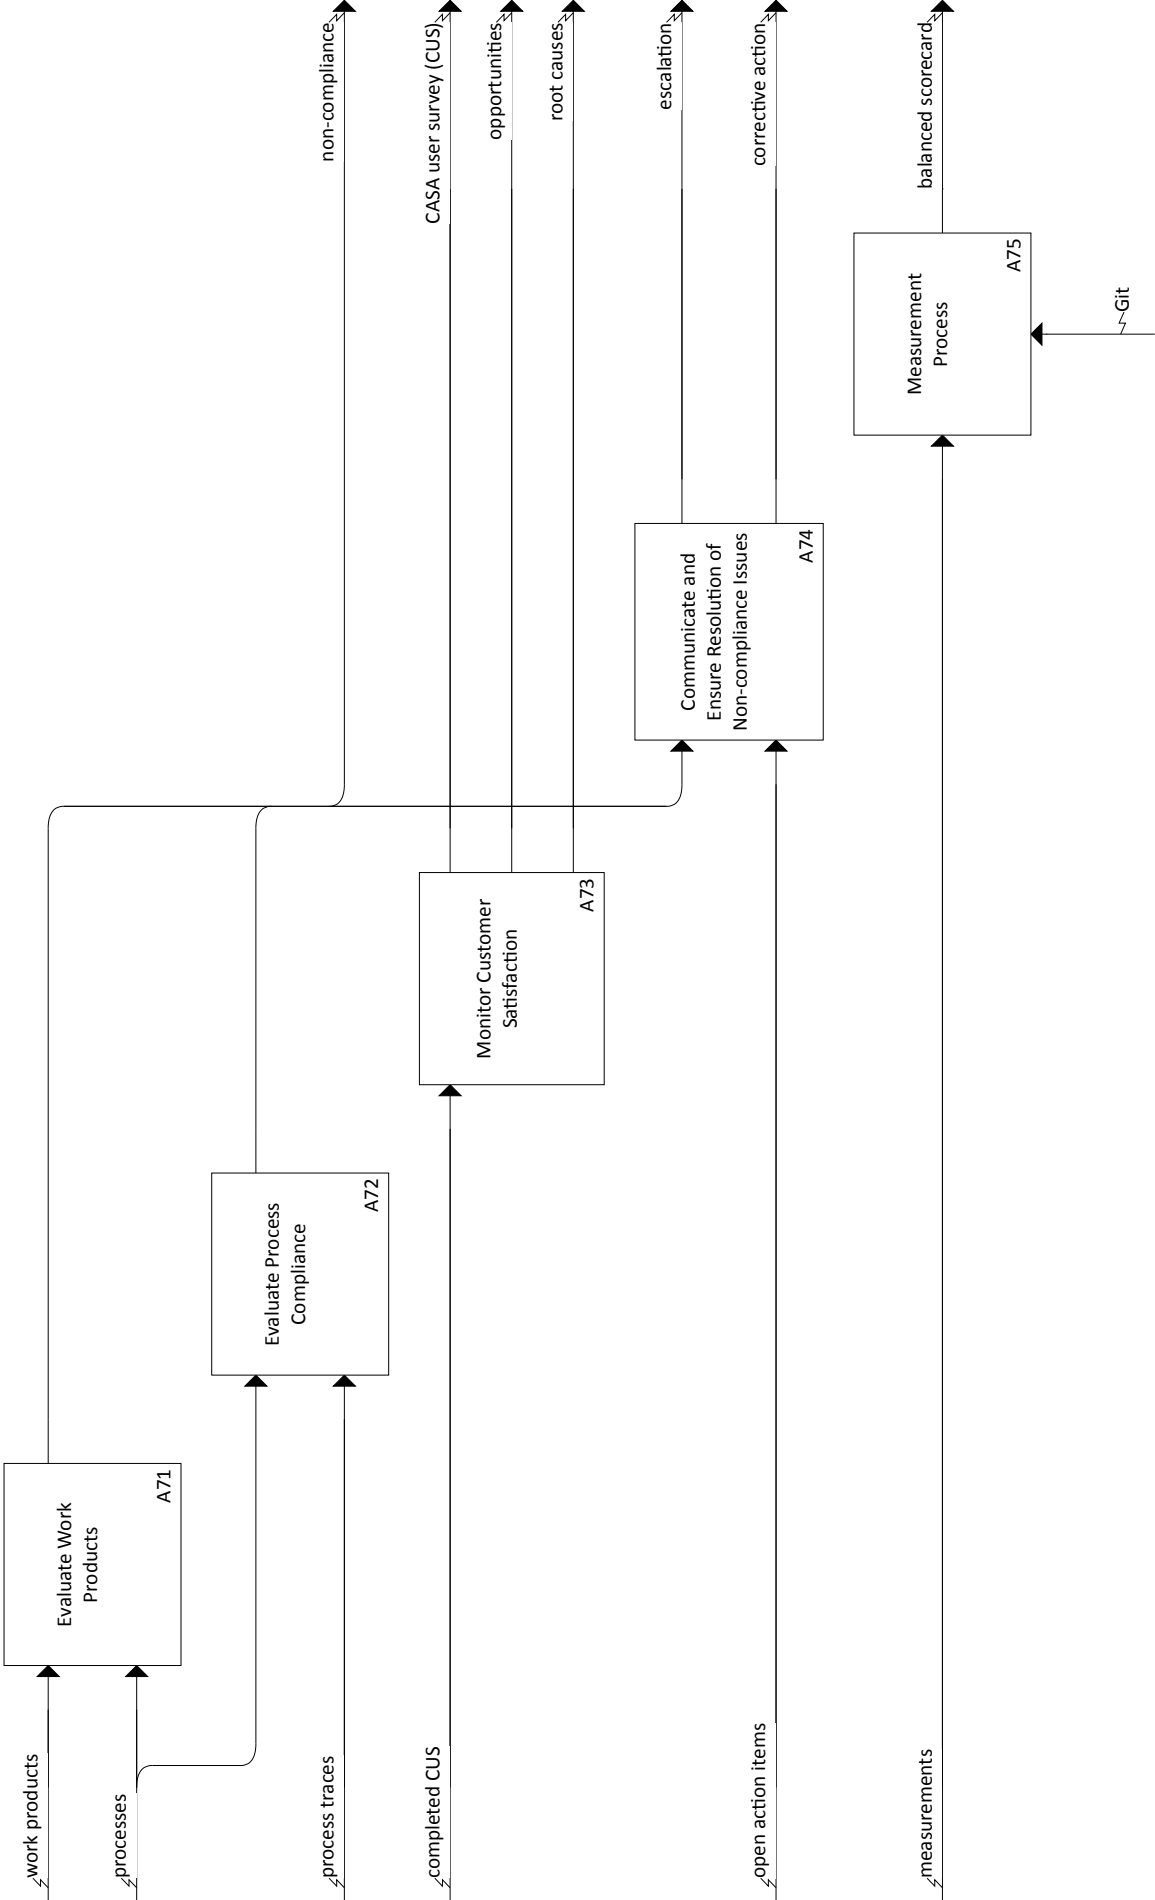 work products
processes
process traces
completed CUS
open action items
measurements
Evaluate Work
Products
A71
Evaluate Process
Compliance
A72
Monitor Customer
Satisfaction
A73
Communicate and
Ensure Resolution of
Non-compliance Issues
A74
Measurement
Process
A75
Git
non-compliance
CASA user survey (CUS)
opportunities
root causes
escalation
corrective action
balanced scorecard